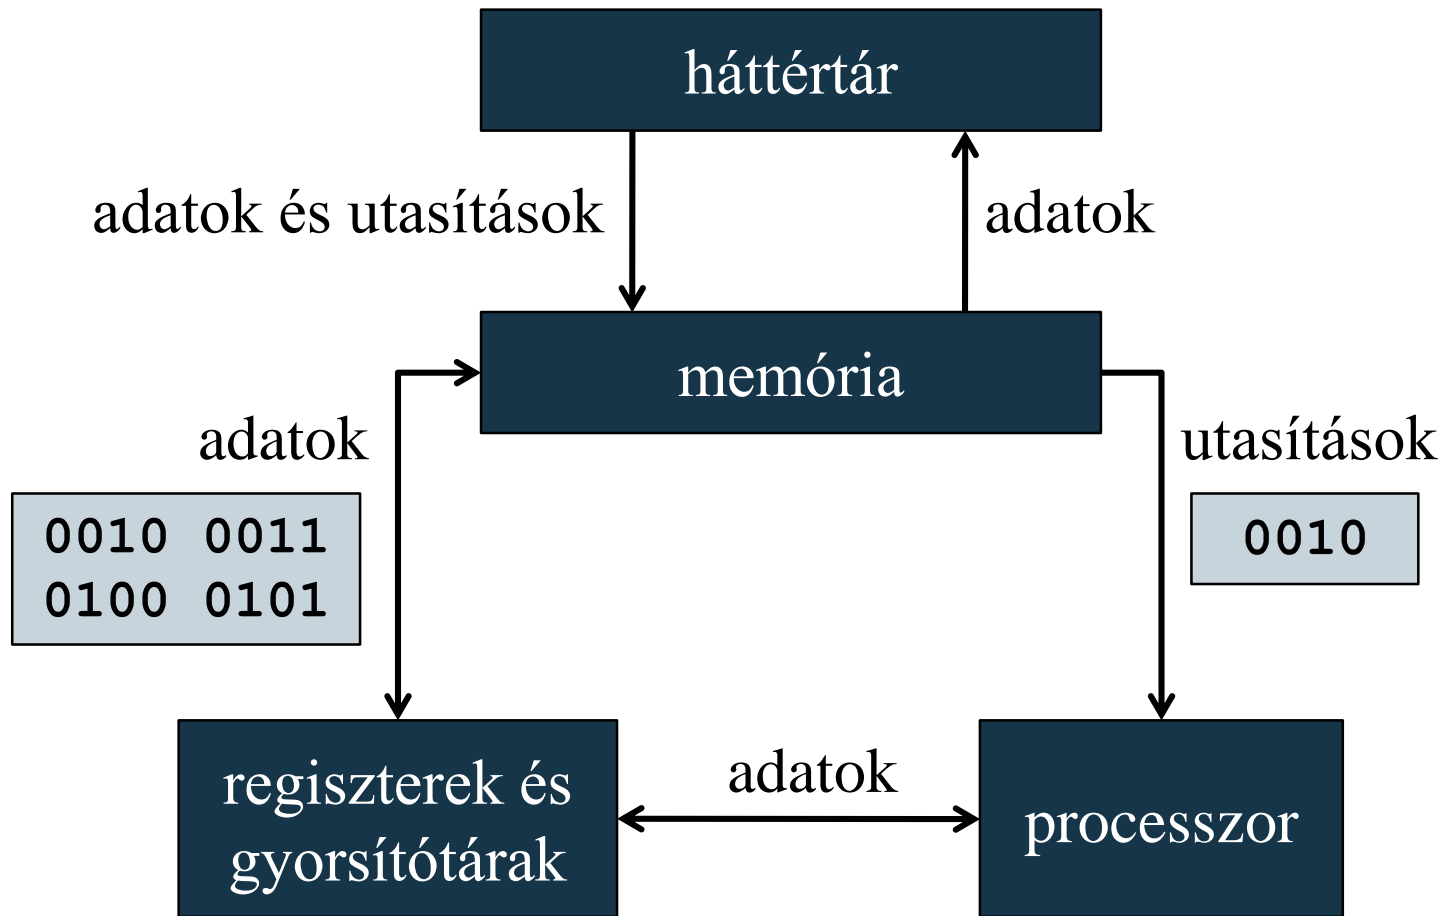 háttértár
adatok és utasítások
adatok
memória
adatok
utasítások
0010 0011
0100 0101
0010
regiszterek és
gyorsítótárak
adatok
processzor